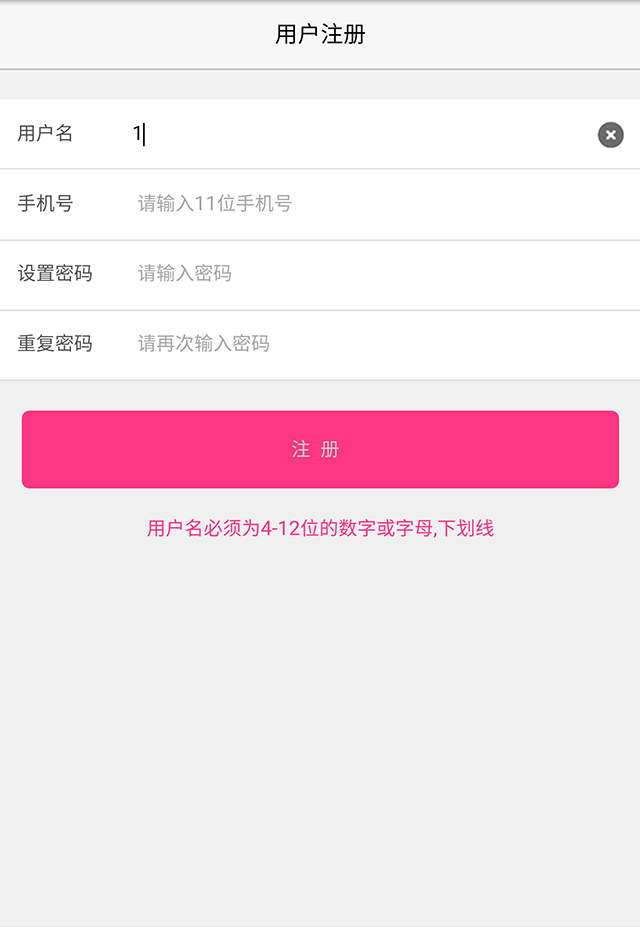 用户注册
用户名 1
手机号 请输入11位手机号
设置密码 请输入密码
重复密码 请再次输入密码
注 册
用户名必须为4-12位的数字或字母,下划线